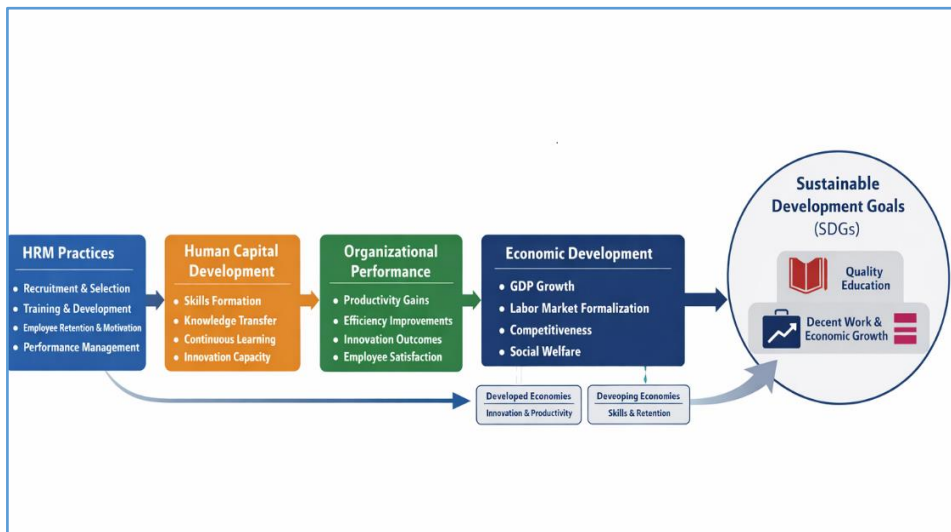 HRM Practices
• Recruitment & Selection
• Training & Development
• Employee Retention & Motivation
• Performance Management
Human Capital
Development
• Skills Formation
• Knowledge Transfer
• Continuous Learning
• Innovation Capacity
Organizational
Performance
• Productivity Gains
• Efficiency Improvements
• Innovation Outcomes
• Employee Satisfaction
Economic Development
• GDP Growth
• Labor Market Formalization
• Competitiveness
• Social Welfare
Developed Economies
Innovation & Productivity
Deveoping Economies
Skills & Retention
Sustainable
Development Goals
(SDGs)
Quality
Education
Decent Work &
Economic Growth